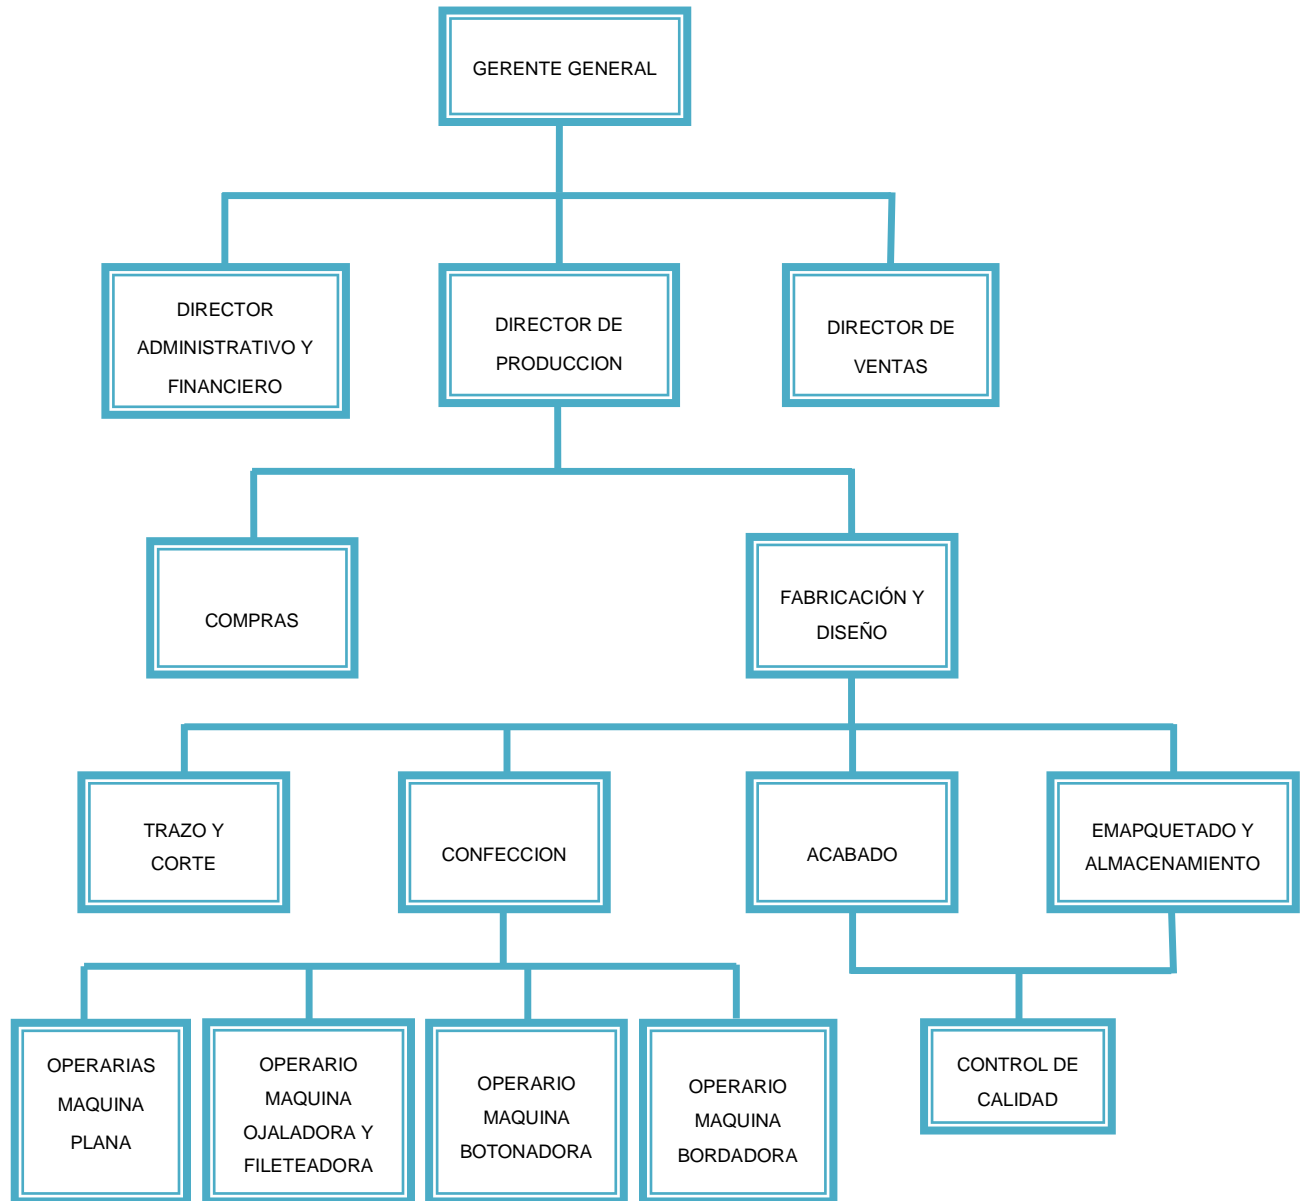 GERENTE GENERAL
DIRECTOR
ADMINISTRATIVO Y
FINANCIERO
DIRECTOR DE
PRODUCCION
DIRECTOR DE
VENTAS
COMPRAS
FABRICACIÓN Y
DISEÑO
TRAZO Y
CORTE
CONFECCION
ACABADO
EMAPQUETADO Y
ALMACENAMIENTO
OPERARIAS
MAQUINA
PLANA
OPERARIO
MAQUINA
OJALADORA Y
FILETEADORA
OPERARIO
MAQUINA
BOTONADORA
OPERARIO
MAQUINA
BORDADORA
CONTROL DE
CALIDAD